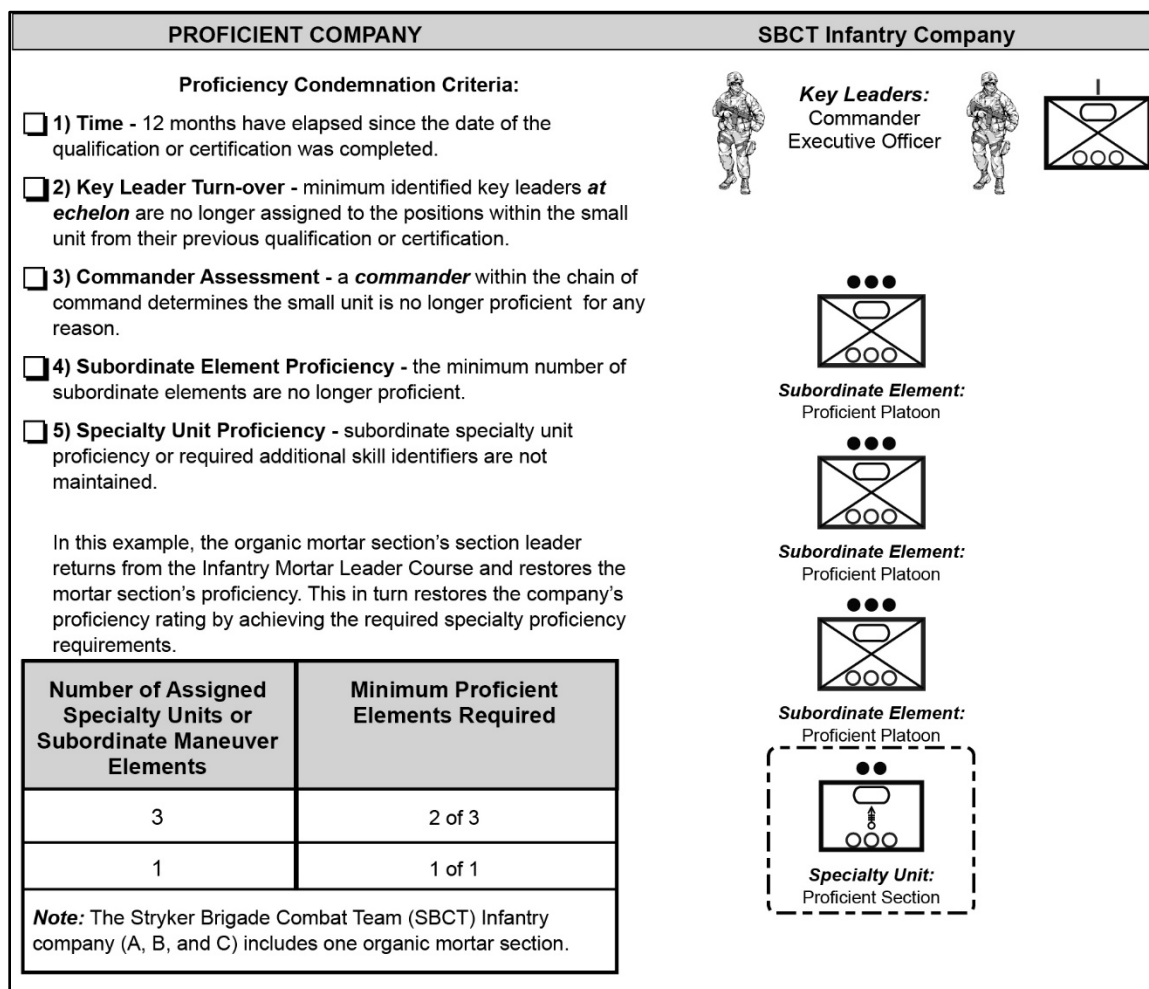 PROFICIENT COMPANY
SBCT Infantry Company
Proficiency Condemnation Criteria:
1) Time - 12 months have elapsed since the date of the
qualification or certification was completed.
2) Key Leader Turn-over - minimum identified key leaders at
echelon are no longer assigned to the positions within the small
unit from their previous qualification or certification.
3) Commander Assessment - a commander within the chain of
command determines the small unit is no longer proficient for any
reason.
4) Subordinate Element Proficiency - the minimum number of
subordinate elements are no longer proficient.
5) Specialty Unit Proficiency - subordinate specialty unit
proficiency or required additional skill identifiers are not
maintained.
In this example, the organic mortar section’s section leader
returns from the Infantry Mortar Leader Course and restores the
mortar section’s proficiency. This in turn restores the company’s
proficiency rating by achieving the required specialty proficiency
requirements.
Number of Assigned
Specialty Units or
Subordinate Maneuver
Elements
Minimum Proficient
Elements Required
3
2 of 3
1
1 of 1
Note: The Stryker Brigade Combat Team (SBCT) Infantry
company (A, B, and C) includes one organic mortar section.
Key Leaders:
Commander
Executive Officer
Subordinate Element:
Proficient Platoon
Subordinate Element:
Proficient Platoon
Subordinate Element:
Proficient Platoon
Specialty Unit:
Proficient Section